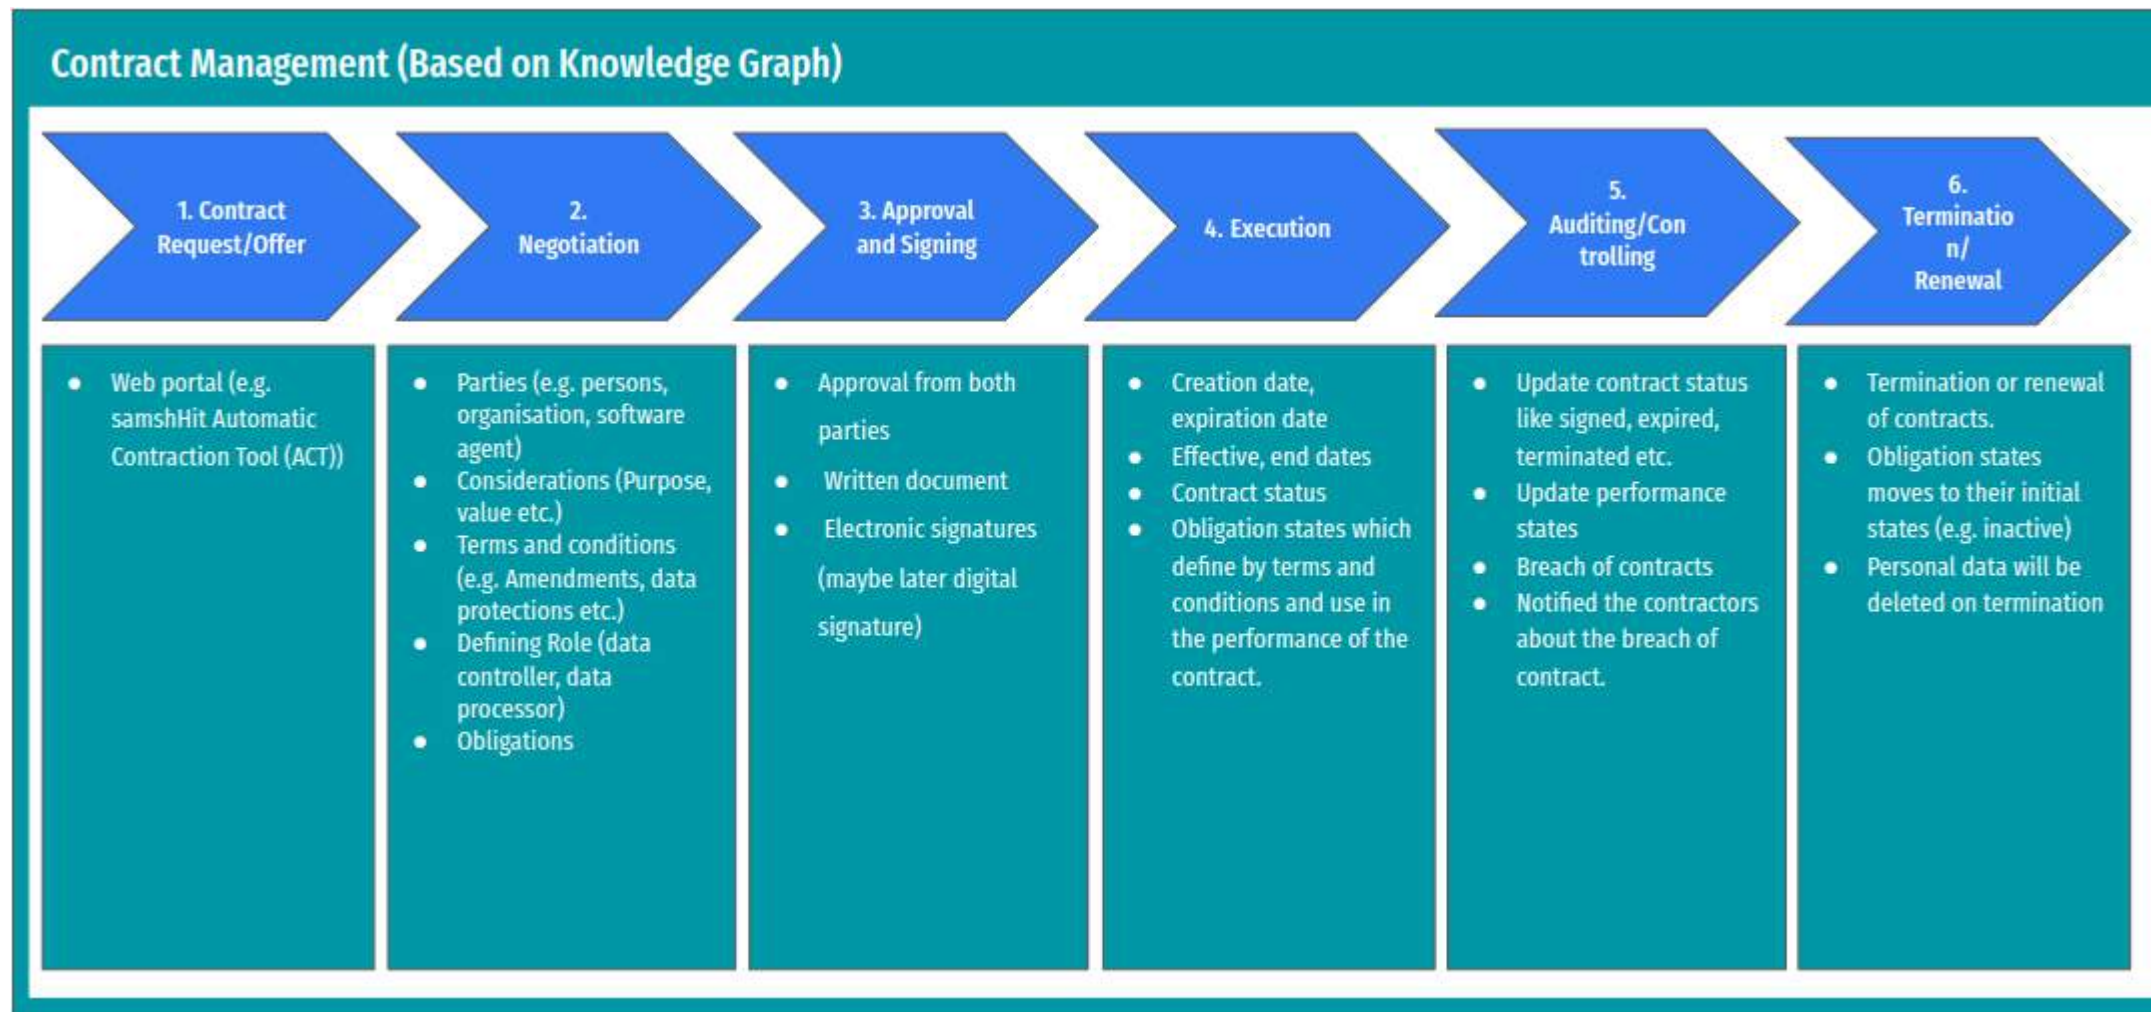 Contract Management (Based on Knowledge Graph)
1. Contract
Request/Offer
2.
Negotiation
3. Approval
and Signing
4. Execution
5.
Auditing/Con
trolling
6.
Terminatio
n/
Renewal
● Web portal (e.g.
samshHit Automatic
Contraction Tool (ACT))
● Parties (e.g. persons,
organisation, software
agent)
● Considerations (Purpose,
value etc.)
● Terms and conditions
(e.g. Amendments, data
protections etc.)
● Defining Role (data
controller, data
processor)
● Obligations
● Approval from both
parties
● Written document
● Electronic signatures
(maybe later digital
signature)
● Creation date,
expiration date
● Effective, end dates
● Contract status
● Obligation states which
define by terms and
conditions and use in
the performance of the
contract.
● Update contract status
like signed, expired,
terminated etc.
● Update performance
states
● Breach of contracts
● Notified the contractors
about the breach of
contract.
● Termination or renewal
of contracts.
● Obligation states
moves to their initial
states (e.g. inactive)
● Personal data will be
deleted on termination